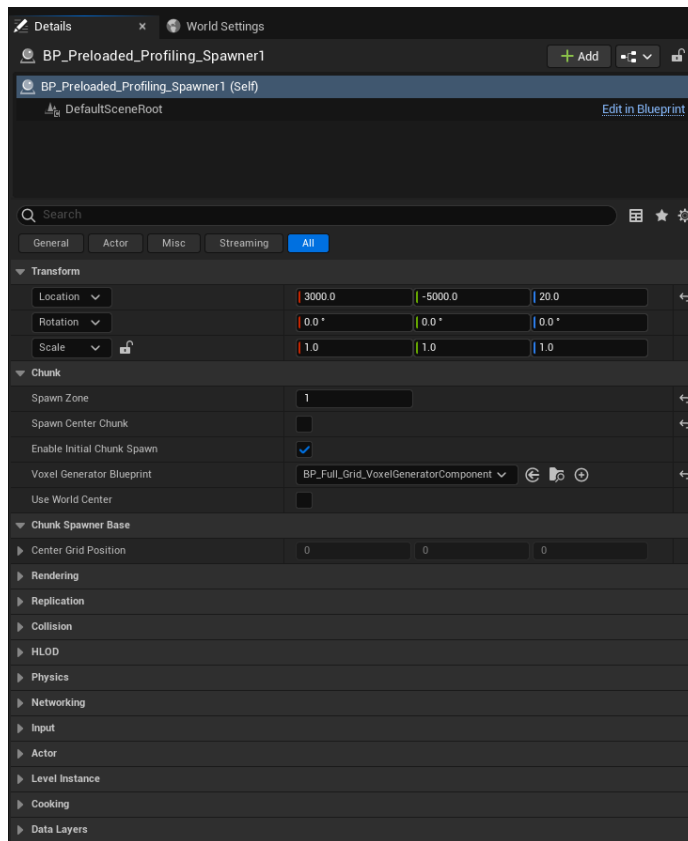 Details × World Settings
BP_Preloaded_Profiling_Spawner1 + Add
BP_Preloaded_Profiling_Spawner1 (Self)
DefaultSceneRoot Edit in Blueprint
Search
General Actor Misc Streaming All
Transform
Location 3000.0 -5000.0 20.0
Rotation 0.0 ° 0.0 ° 0.0 °
Scale 1.0 1.0 1.0
Chunk
Spawn Zone 1
Spawn Center Chunk
Enable Initial Chunk Spawn
Voxel Generator Blueprint BP_Full_Grid_VoxelGeneratorComponent
Use World Center
Chunk Spawner Base
Center Grid Position 0 0 0
Rendering
Replication
Collision
HLOD
Physics
Networking
Input
Actor
Level Instance
Cooking
Data Layers